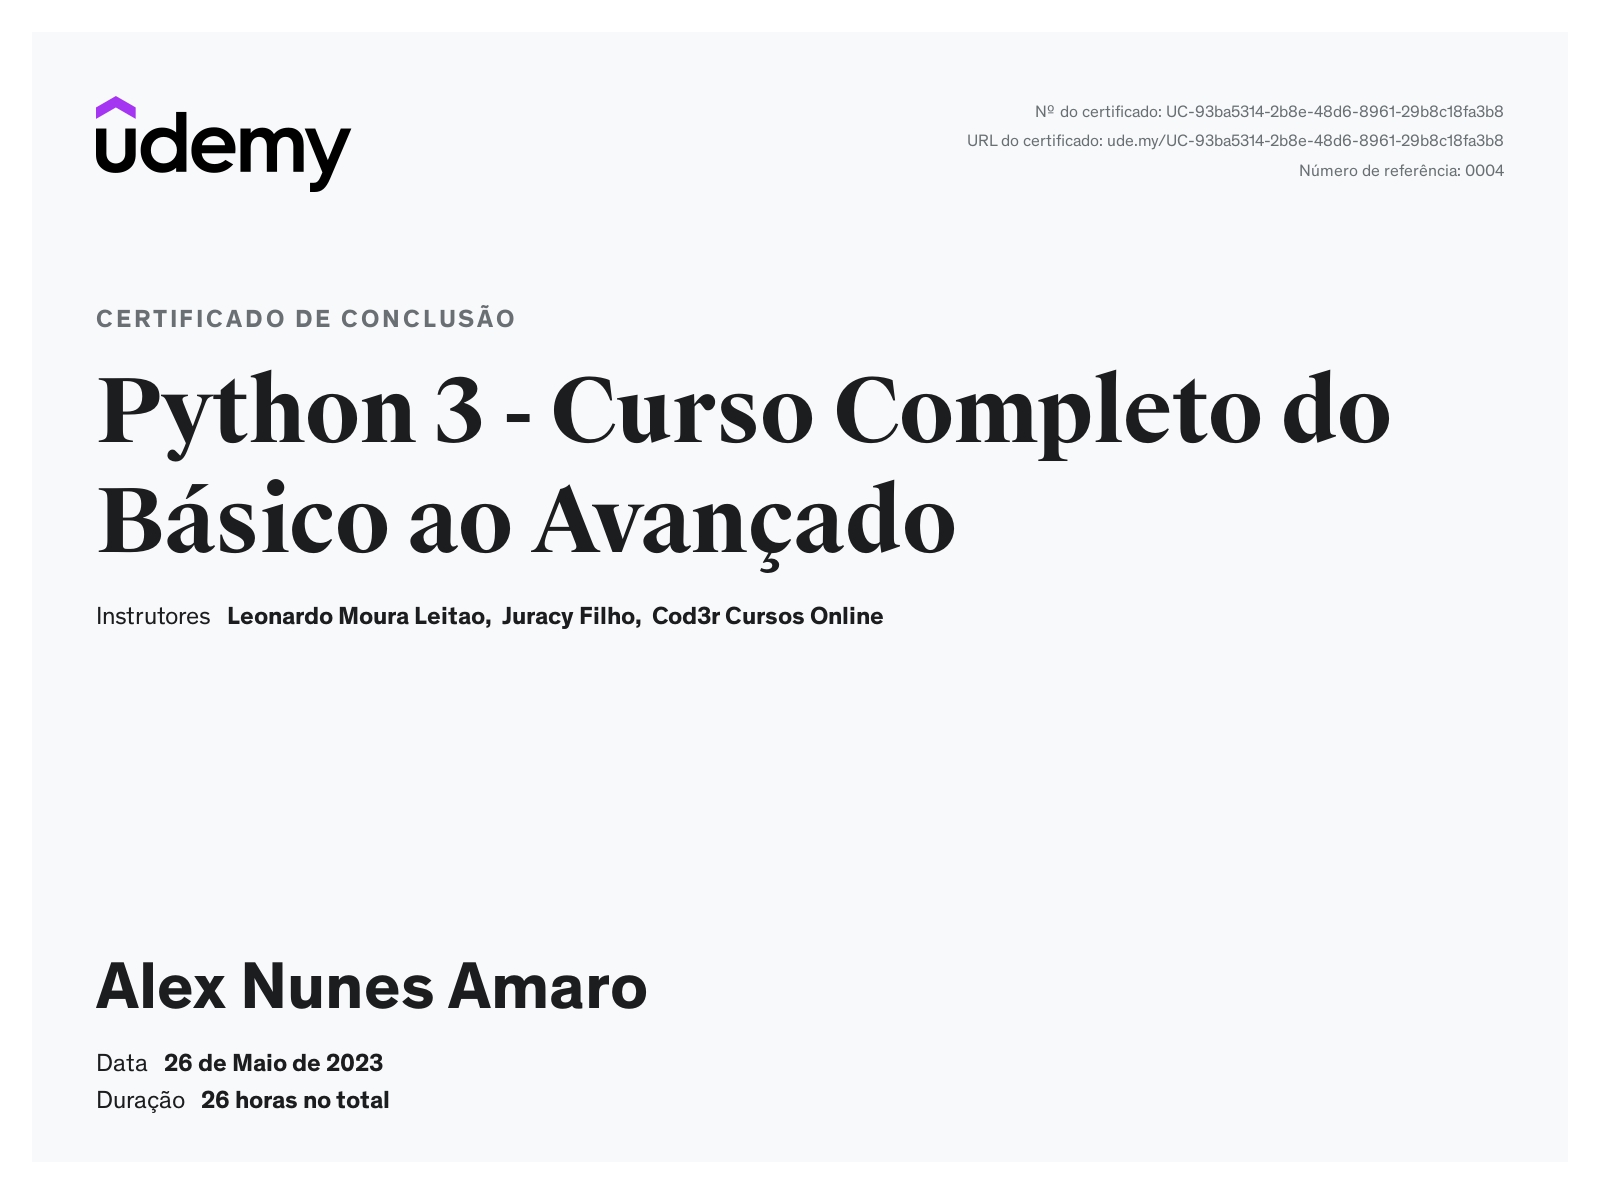 udemy
Nº do certificado: UC-93ba5314-2b8e-48d6-8961-29b8c18fa3b8
URL do certificado: ude.my/UC-93ba5314-2b8e-48d6-8961-29b8c18fa3b8
Número de referência: 0004
CERTIFICADO DE CONCLUSÃO
Python 3 - Curso Completo do
Básico ao Avançado
Instrutores Leonardo Moura Leitao, Juracy Filho, Cod3r Cursos Online
Alex Nunes Amaro
Data 26 de Maio de 2023
Duração 26 horas no total